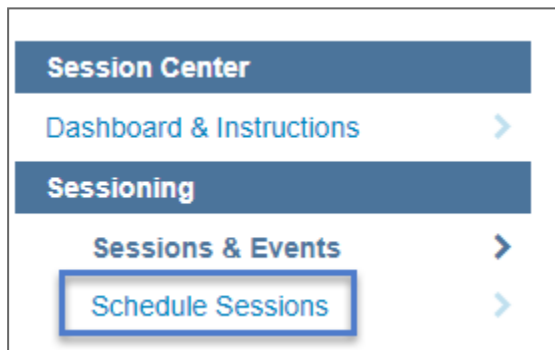 Session Center
Dashboard & Instructions
Sessioning
Sessions & Events
Schedule Sessions